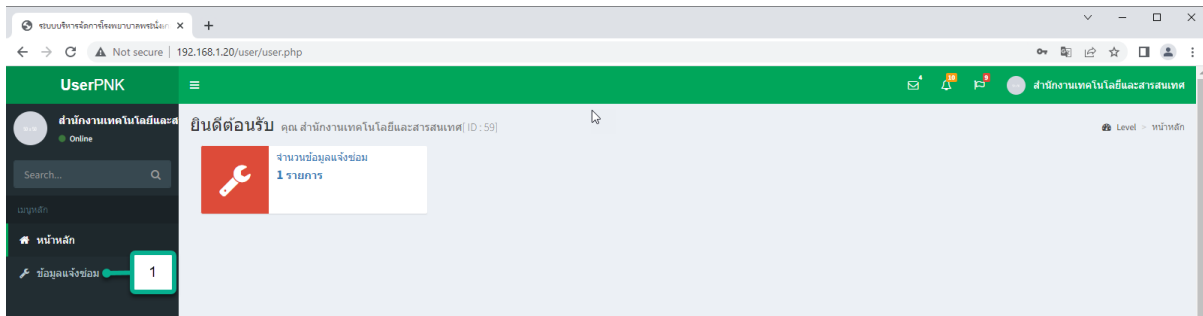 ระบบบริหารจัดการโรงพยาบาลพระนั่งเก
Not secure 192.168.1.20/user/user.php
UserPNK
4
10
9
สำนักงานเทคโนโลยีและสารสนเทศ
สำนักงานเทคโนโลยีและส
Online
ยินดีต้อนรับ คุณ สำนักงานเทคโนโลยีและสารสนเทศ[ ID : 59]
Level > หน้าหลัก
จำนวนข้อมูลแจ้งซ่อม
1 รายการ
Search...
เมนูหลัก
หน้าหลัก
ข้อมูลแจ้งซ่อม
1